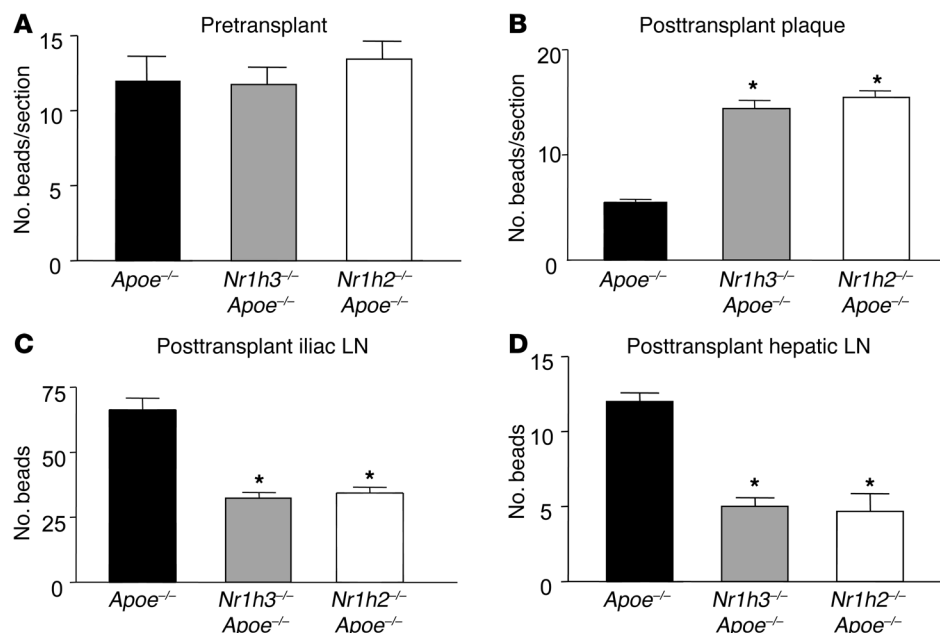 A Pretransplant
No. beads/section
15
10
5
0
Apoe–/–
Nr1h3–/–
Apoe–/–
Nr1h2–/–
Apoe–/–
B Posttransplant plaque
No. beads/section
20
10
0
*
*
Apoe–/–
Nr1h3–/–
Apoe–/–
Nr1h2–/–
Apoe–/–
C Posttransplant iliac LN
No. beads
75
50
25
0
*
*
Apoe–/–
Nr1h3–/–
Apoe–/–
Nr1h2–/–
Apoe–/–
D Posttransplant hepatic LN
No. beads
15
10
5
0
*
*
Apoe–/–
Nr1h3–/–
Apoe–/–
Nr1h2–/–
Apoe–/–